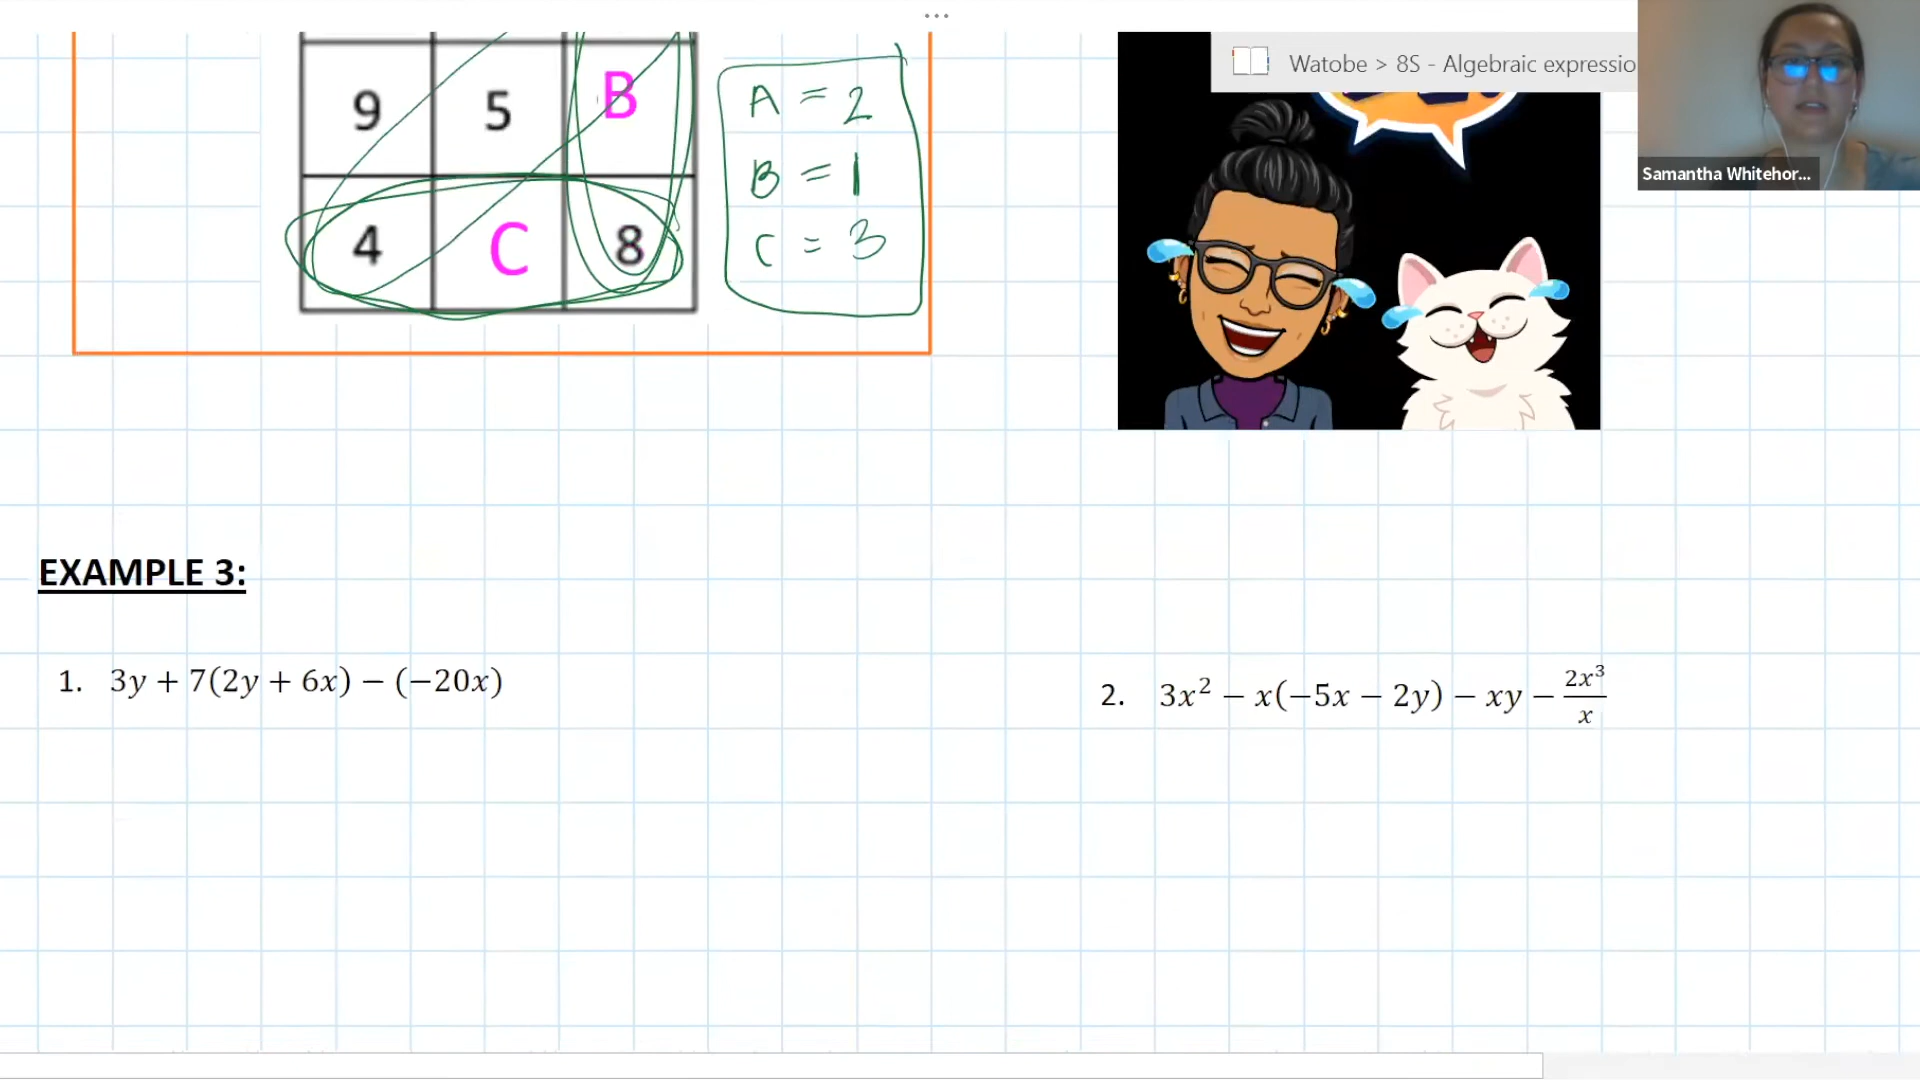 ...
Watobe > 8S - Algebraic expressio
Samantha Whitehor...
9 5 B
4 C 8
A = 2
B = 1
C = 3
EXAMPLE 3:
1. 3y + 7(2y + 6x) − (−20x)
2. 3x² − x(−5x − 2y) − xy − 2x³/x